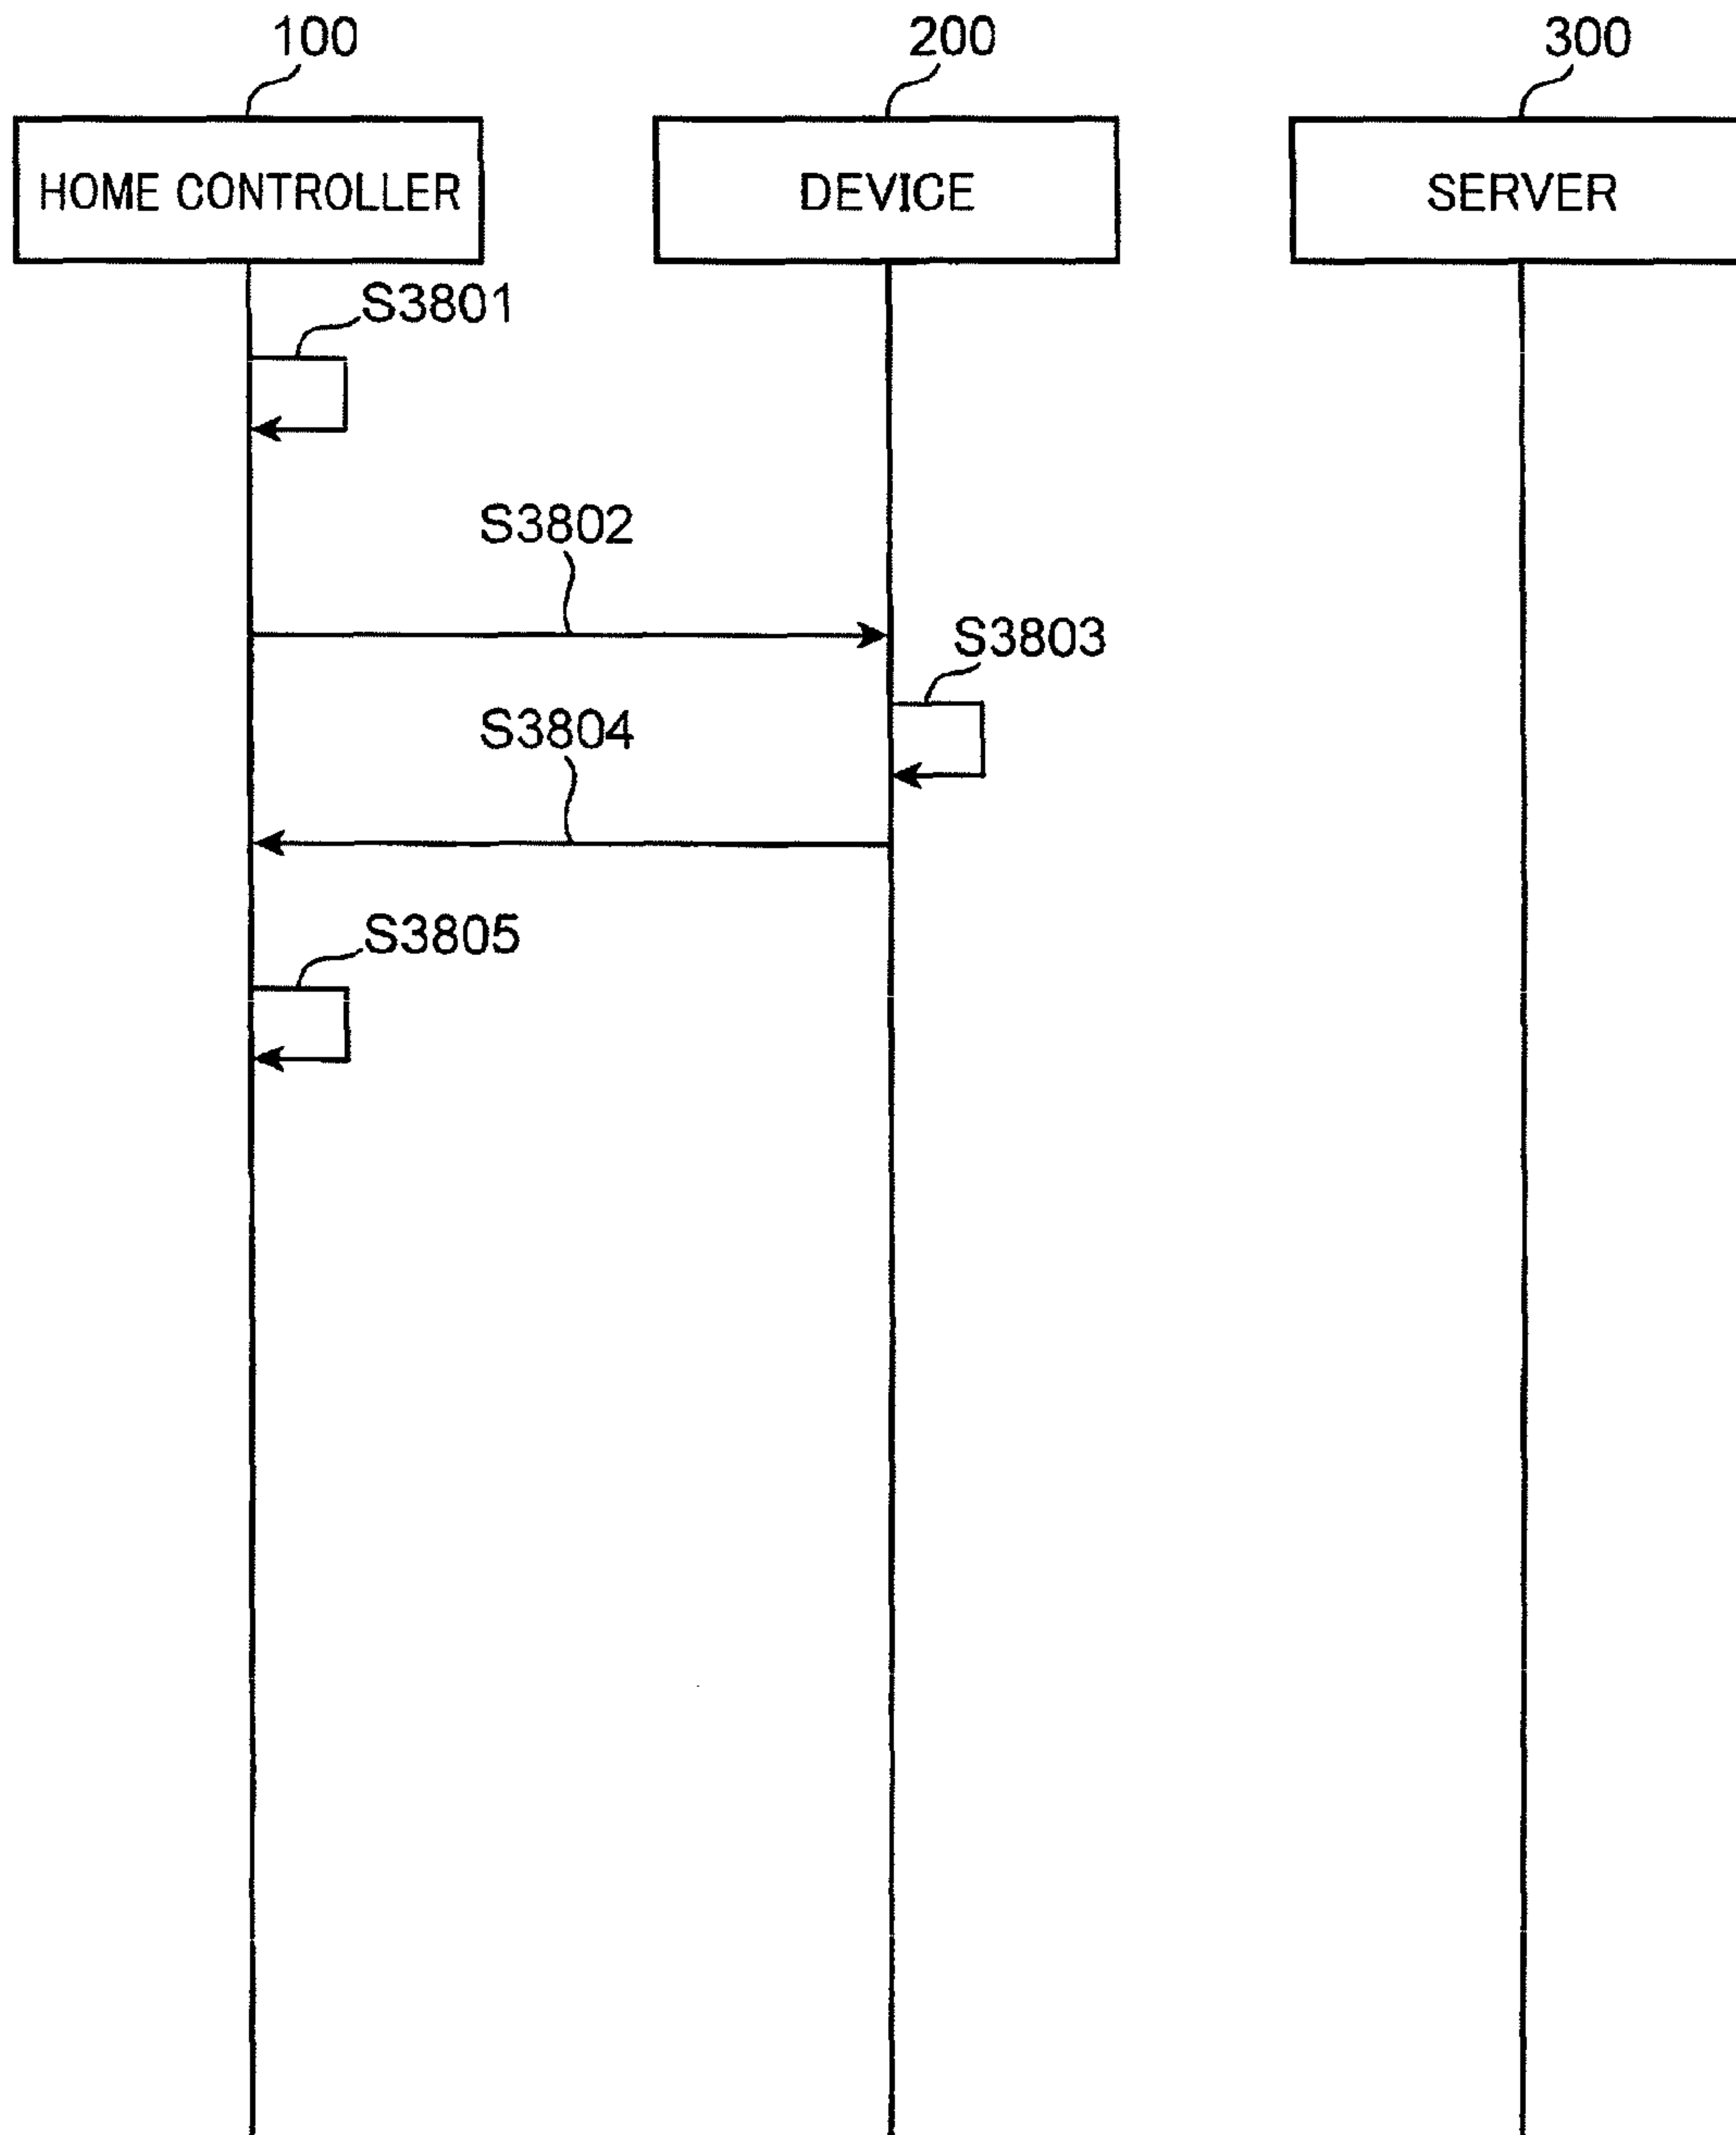 100
200
300
HOME CONTROLLER
DEVICE
SERVER
S3801
S3802
S3803
S3804
S3805